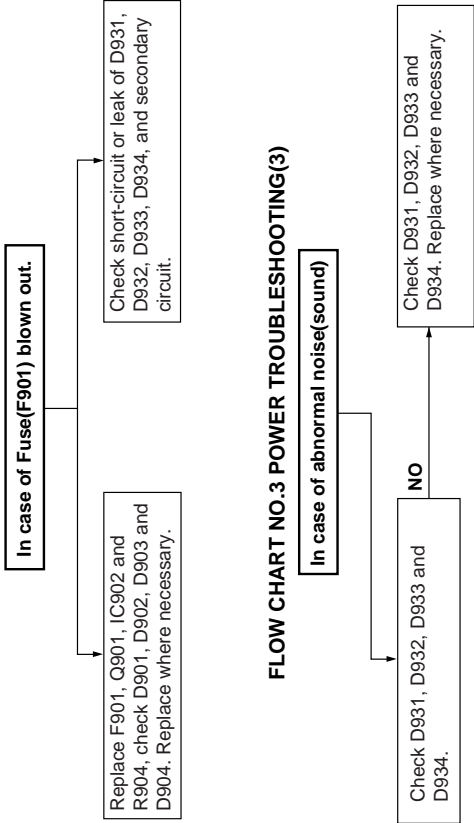 In case of Fuse(F901) blown out.
Replace F901, Q901, IC902 and
R904, check D901, D902, D903 and
D904. Replace where necessary.
Check short-circuit or leak of D931,
D932, D933, D934, and secondary
circuit.
FLOW CHART NO.3 POWER TROUBLESHOOTING(3)
In case of abnormal noise(sound)
Check D931, D932, D933 and
D934.
NO
Check D931, D932, D933 and
D934. Replace where necessary.